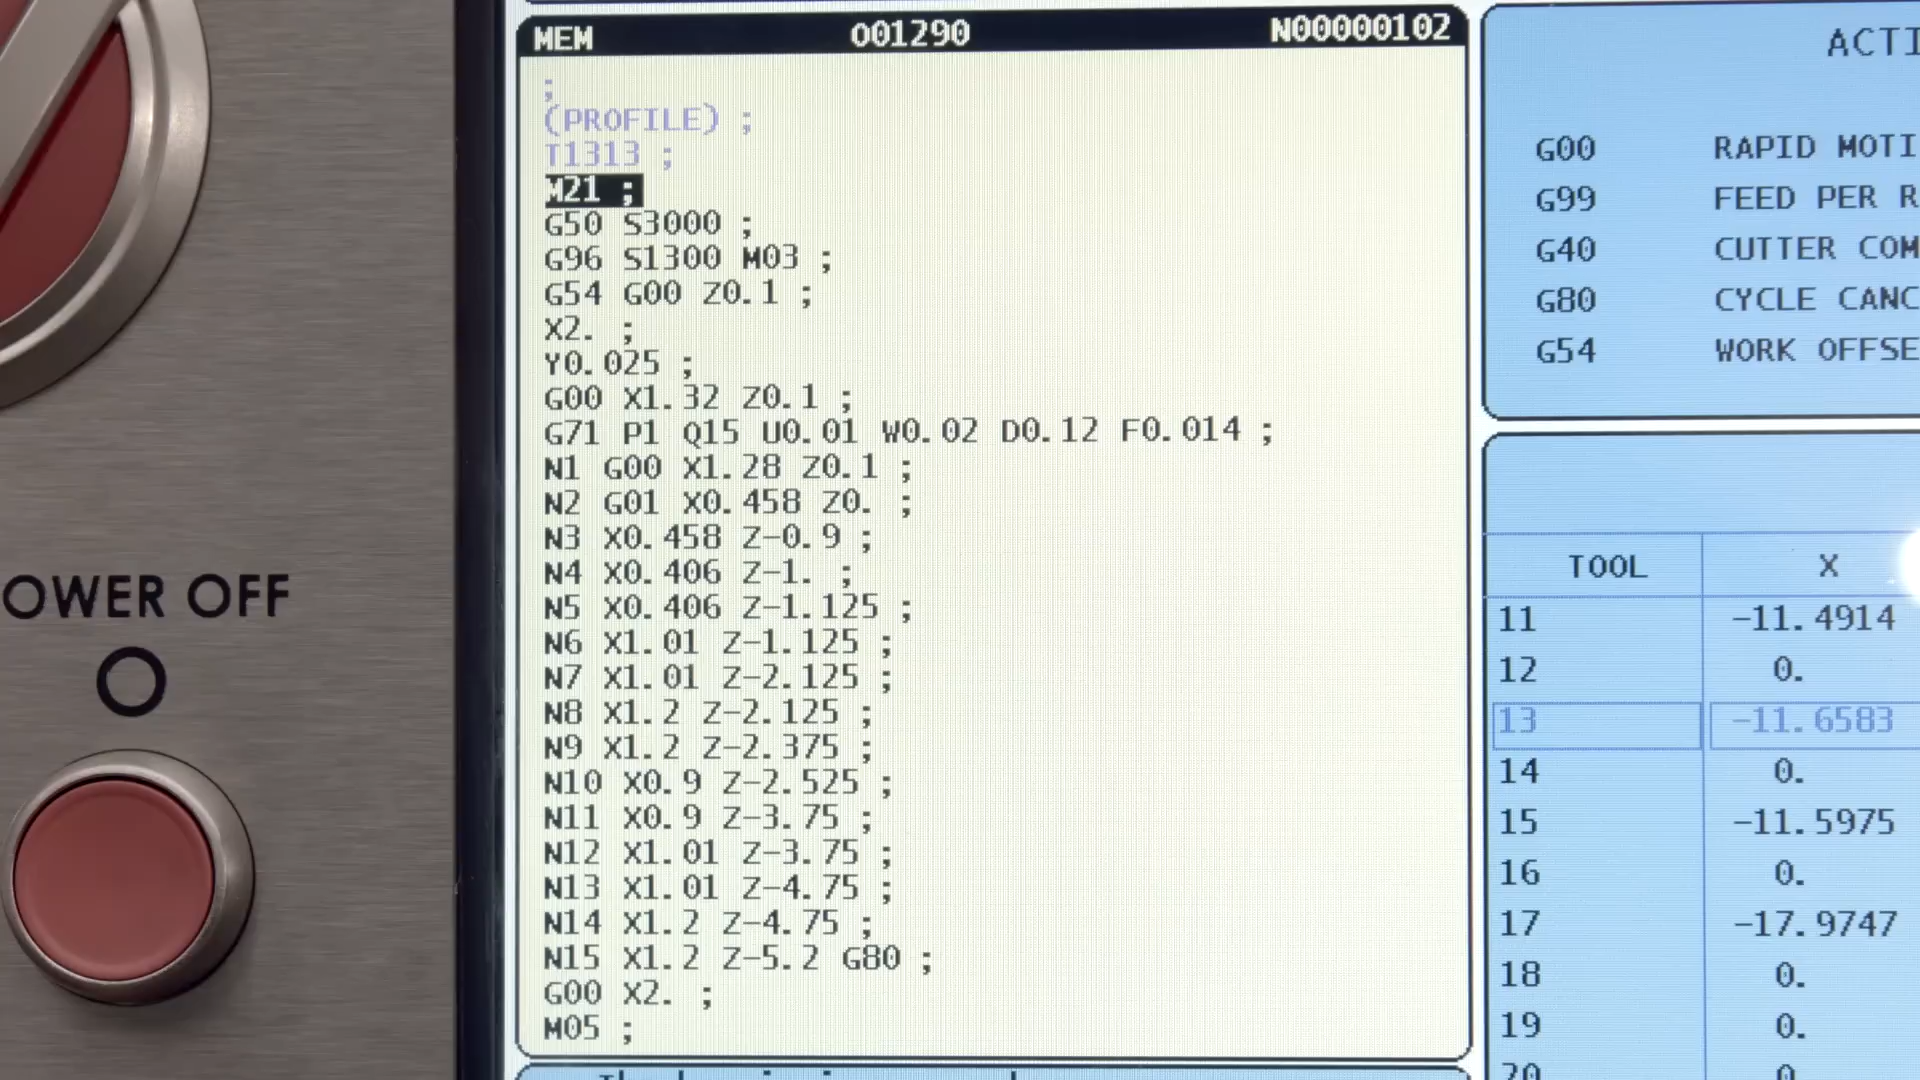 OWER OFF
MEM O01290 N00000102
;
(PROFILE) ;
T1313 ;
M21 ;
G50 S3000 ;
G96 S1300 M03 ;
G54 G00 Z0.1 ;
X2. ;
Y0.025 ;
G00 X1.32 Z0.1 ;
G71 P1 Q15 U0.01 W0.02 D0.12 F0.014 ;
N1 G00 X1.28 Z0.1 ;
N2 G01 X0.458 Z0. ;
N3 X0.458 Z-0.9 ;
N4 X0.406 Z-1. ;
N5 X0.406 Z-1.125 ;
N6 X1.01 Z-1.125 ;
N7 X1.01 Z-2.125 ;
N8 X1.2 Z-2.125 ;
N9 X1.2 Z-2.375 ;
N10 X0.9 Z-2.525 ;
N11 X0.9 Z-3.75 ;
N12 X1.01 Z-3.75 ;
N13 X1.01 Z-4.75 ;
N14 X1.2 Z-4.75 ;
N15 X1.2 Z-5.2 G80 ;
G00 X2. ;
M05 ;
ACTI
G00 RAPID MOTI
G99 FEED PER R
G40 CUTTER COM
G80 CYCLE CANC
G54 WORK OFFSE
TOOL X
11 -11.4914
12 0.
13 -11.6583
14 0.
15 -11.5975
16 0.
17 -17.9747
18 0.
19 0.
20 0